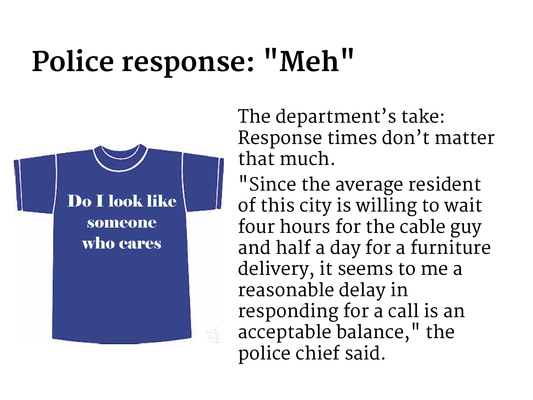 Police response: "Meh"
The department’s take:
Response times don’t matter
that much.
"Since the average resident
of this city is willing to wait
four hours for the cable guy
and half a day for a furniture
delivery, it seems to me a
reasonable delay in
responding for a call is an
acceptable balance," the
police chief said.
Do I look like
someone
who cares